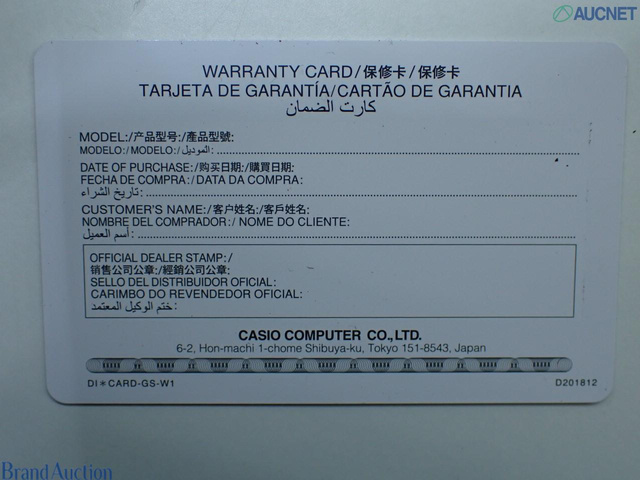 AUCNET
WARRANTY CARD/保修卡/保修卡
TARJETA DE GARANTÍA/CARTÃO DE GARANTIA
كارت الضمان
MODEL:/产品型号:/產品型號:
MODELO:/MODELO:/الموديل:
DATE OF PURCHASE:/购买日期:/購買日期:
FECHA DE COMPRA:/DATA DA COMPRA:
تاريخ الشراء:
CUSTOMER'S NAME:/客户姓名:/客戶姓名:
NOMBRE DEL COMPRADOR:/ NOME DO CLIENTE:
أسم العميل:
OFFICIAL DEALER STAMP:/
销售公司公章:/經銷公司公章:
SELLO DEL DISTRIBUIDOR OFICIAL:
CARIMBO DO REVENDEDOR OFICIAL:
ختم الوكيل المعتمد:
CASIO COMPUTER CO.,LTD.
6-2, Hon-machi 1-chome Shibuya-ku, Tokyo 151-8543, Japan
DI＊CARD-GS-W1
D201812
Brand Auction